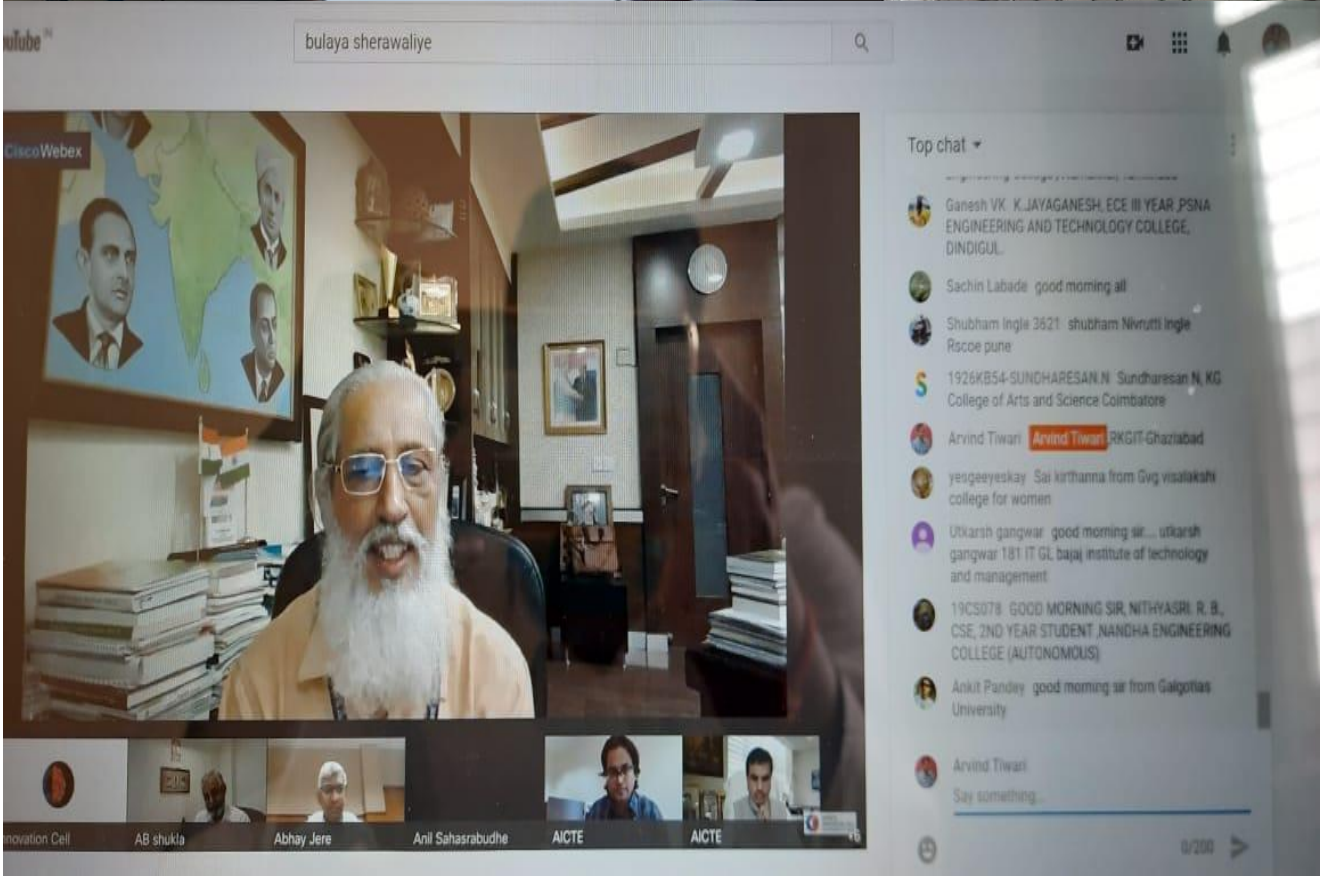 ouTube IN
bulaya sherawaliye
CiscoWebex
Top chat
Ganesh VK K.JAYAGANESH, ECE III YEAR ,PSNA
ENGINEERING AND TECHNOLOGY COLLEGE,
DINDIGUL.
Sachin Labade good morning all
Shubham Ingle 3621 shubham Nivrutti ingle
Rscoe pune
S
1926KB54-SUNDHARESAN.N Sundharesan.N, KG
College of Arts and Science Coimbatore
Arvind Tiwari Arvind Tiwari ,RKGIT-Ghaziabad
yesgeeyeskay Sai kirthanna from Gvg visalakshi
college for women
Utkarsh gangwar good morning sir.... utkarsh
gangwar 181 IT GL bajaj institute of technology
and management
19CS078 GOOD MORNING SIR, NITHYASRI. R. B.,
CSE, 2ND YEAR STUDENT ,NANDHA ENGINEERING
COLLEGE (AUTONOMOUS)
Ankit Pandey good morning sir from Galgotias
University
Arvind Tiwari
Say something...
0/200
nnovation Cell
AB shukla
Abhay Jere
Anil Sahasrabudhe
AICTE
AICTE
+6